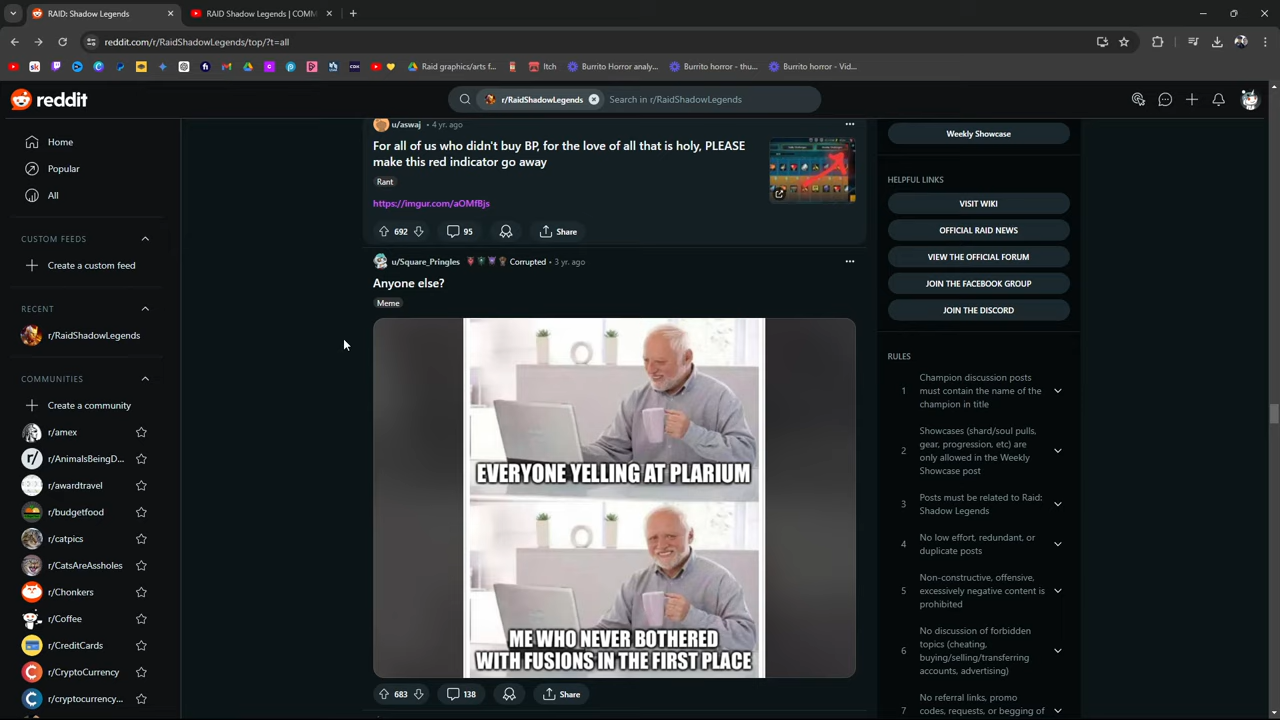 RAID: Shadow Legends
RAID Shadow Legends | COMM
reddit.com/r/RaidShadowLegends/top/?t=all
Raid graphics/arts f...
Itch
Burrito Horror analy...
Burrito horror - thu...
Burrito horror - Vid...
reddit
r/RaidShadowLegends
Search in r/RaidShadowLegends
Home
Popular
All
CUSTOM FEEDS
Create a custom feed
RECENT
r/RaidShadowLegends
COMMUNITIES
Create a community
r/amex
r/AnimalsBeingD...
r/awardtravel
r/budgetfood
r/catpics
r/CatsAreAssholes
r/Chonkers
r/Coffee
r/CreditCards
r/CryptoCurrency
r/cryptocurrency...
u/aswaj • 4 yr. ago
For all of us who didn't buy BP, for the love of all that is holy, PLEASE
make this red indicator go away
Rant
https://imgur.com/aOMfBjs
692
95
Share
u/Square_Pringles Corrupted • 3 yr. ago
Anyone else?
Meme
EVERYONE YELLING AT PLARIUM
ME WHO NEVER BOTHERED
WITH FUSIONS IN THE FIRST PLACE
683
138
Share
Weekly Showcase
HELPFUL LINKS
VISIT WIKI
OFFICIAL RAID NEWS
VIEW THE OFFICIAL FORUM
JOIN THE FACEBOOK GROUP
JOIN THE DISCORD
RULES
1 Champion discussion posts
must contain the name of the
champion in title
2 Showcases (shard/soul pulls,
gear, progression, etc) are
only allowed in the Weekly
Showcase post
3 Posts must be related to Raid:
Shadow Legends
4 No low effort, redundant, or
duplicate posts
5 Non-constructive, offensive,
excessively negative content is
prohibited
6 No discussion of forbidden
topics (cheating,
buying/selling/transferring
accounts, advertising)
7 No referral links, promo
codes, requests, or begging of